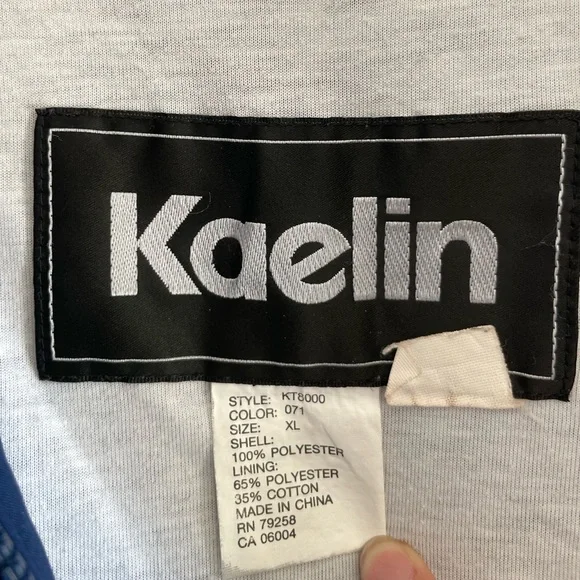 Kaelin
STYLE: KT8000
COLOR: 071
SIZE: XL
SHELL:
100% POLYESTER
LINING:
65% POLYESTER
35% COTTON
MADE IN CHINA
RN 79258
CA 06004